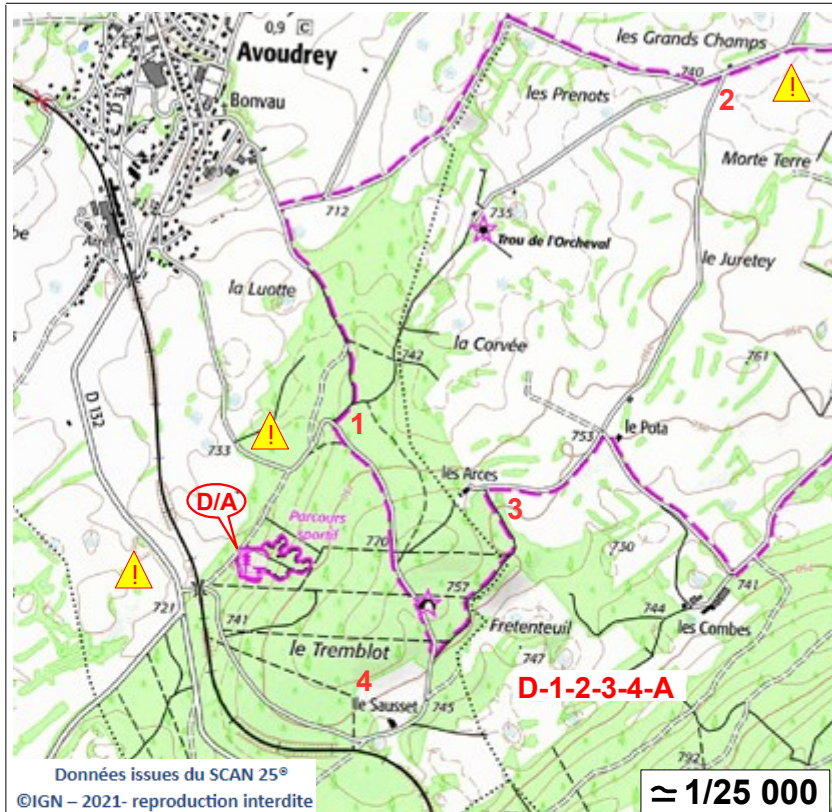 0,9 C
les Grands Champs
Avoudrey
740
les Prenots
2
D 31
Bonvau
Morte Terre
712
735
Trou de l'Orcheval
la Luotte
le Juretey
la Corvée
742
761
D 132
1
753
le Pota
733
les Arces
3
D/A
Parcours
sportif
770
730
757
741
721
741
744
Fretenteuil
les Combes
le Tremblot
747
4
D-1-2-3-4-A
lle Sausset
745
792
Données issues du SCAN 25®
©IGN – 2021- reproduction interdite
≃ 1/25 000